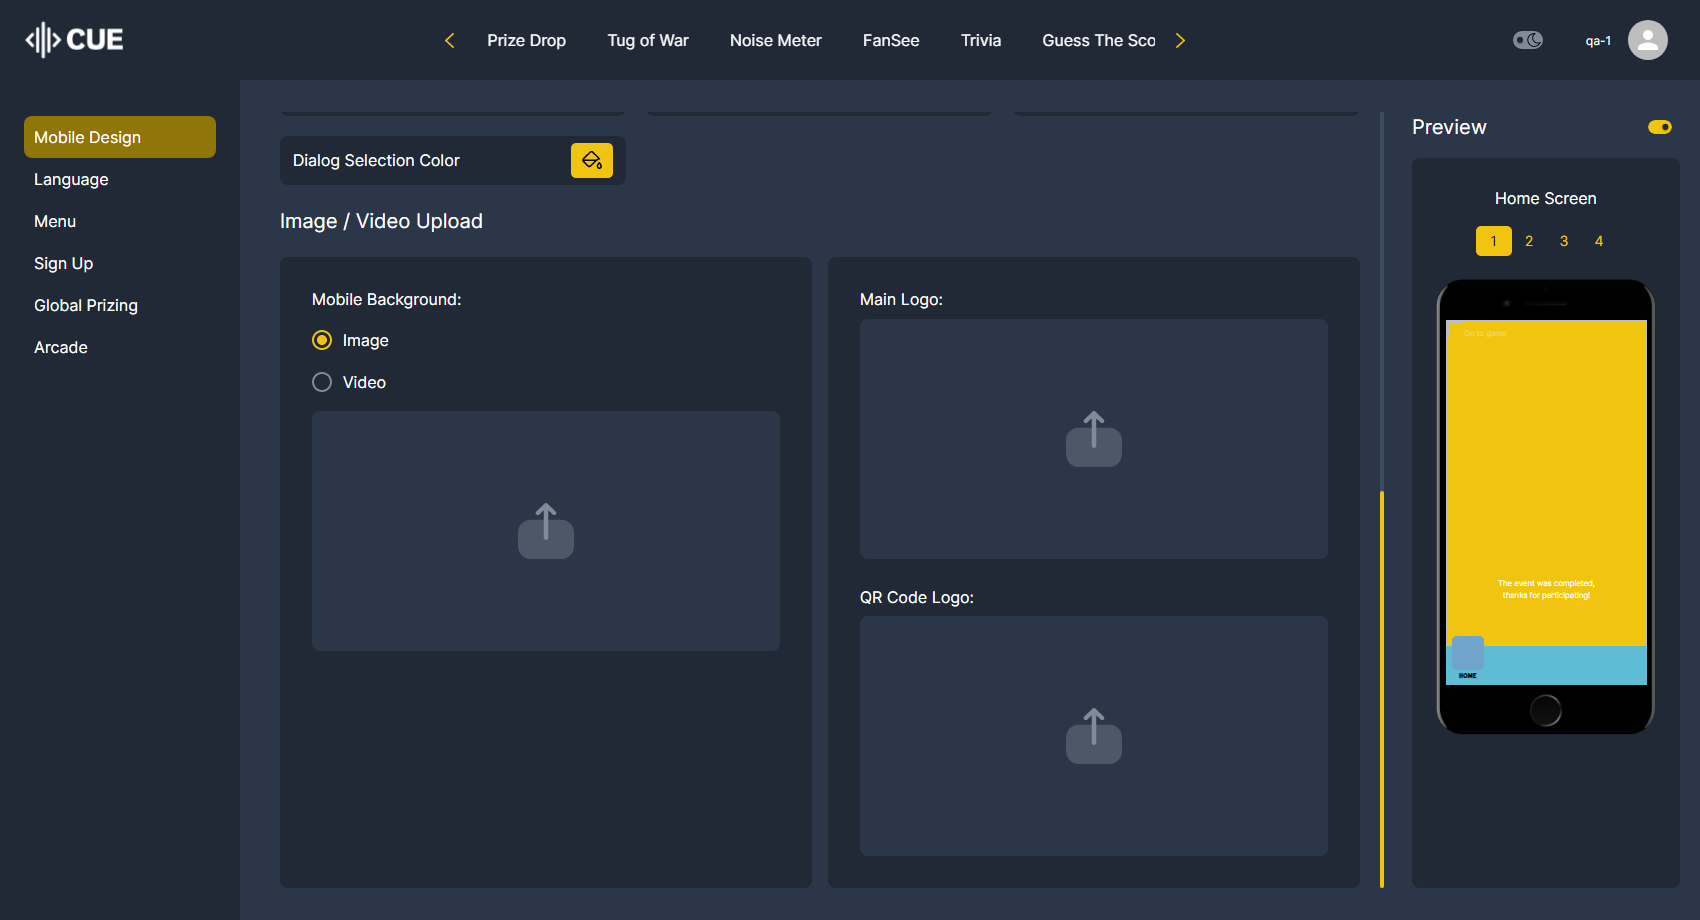 CUE
Prize Drop
Tug of War
Noise Meter
FanSee
Trivia
Guess The Sco
qa-1
Mobile Design
Language
Menu
Sign Up
Global Prizing
Arcade
Dialog Selection Color
Image / Video Upload
Mobile Background:
Image
Video
Main Logo:
QR Code Logo:
Preview
Home Screen
1 2 3 4
Go to game
The event was completed,
thanks for participating!
HOME